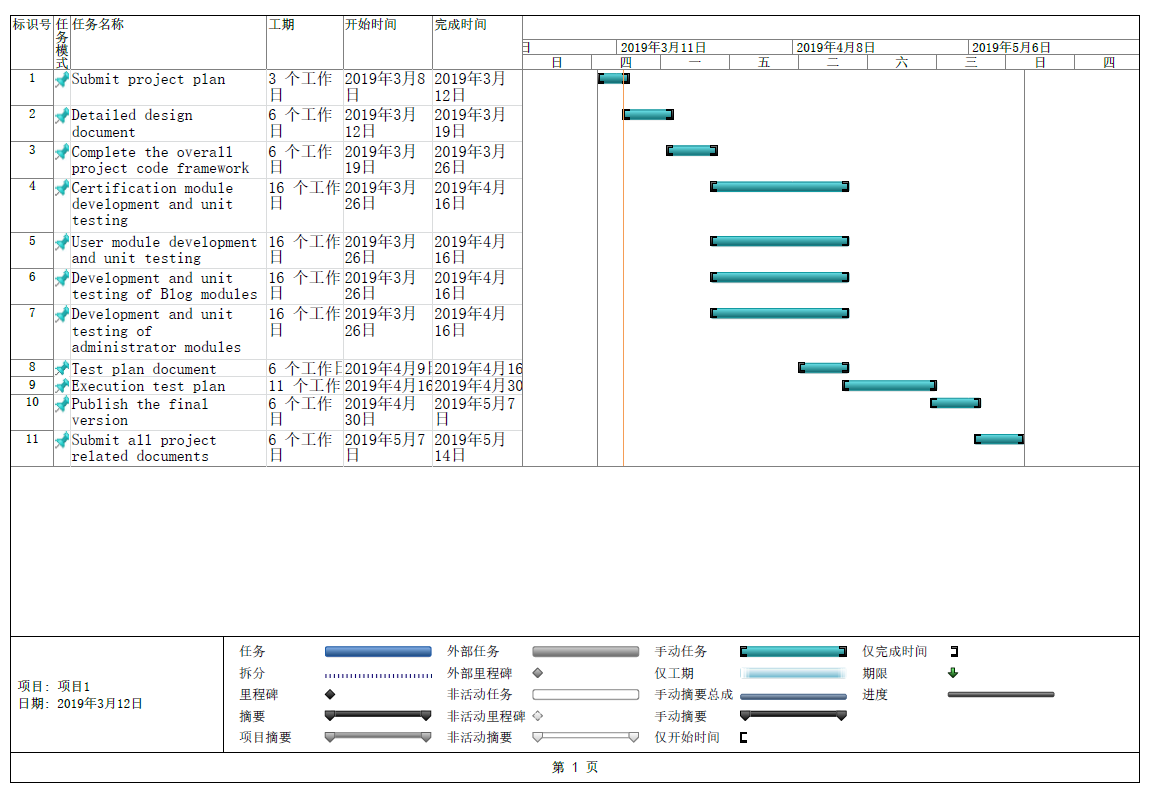 标识号 任务模式 任务名称 工期 开始时间 完成时间
日 2019年3月11日 2019年4月8日 2019年5月6日
日 四 一 五 二 六 三 日 四
1 Submit project plan 3 个工作日 2019年3月8日 2019年3月12日
2 Detailed design document 6 个工作日 2019年3月12日 2019年3月19日
3 Complete the overall project code framework 6 个工作日 2019年3月19日 2019年3月26日
4 Certification module development and unit testing 16 个工作日 2019年3月26日 2019年4月16日
5 User module development and unit testing 16 个工作日 2019年3月26日 2019年4月16日
6 Development and unit testing of Blog modules 16 个工作日 2019年3月26日 2019年4月16日
7 Development and unit testing of administrator modules 16 个工作日 2019年3月26日 2019年4月16日
8 Test plan document 6 个工作日 2019年4月9日 2019年4月16
9 Execution test plan 11 个工作 2019年4月16 2019年4月30
10 Publish the final version 6 个工作日 2019年4月30日 2019年5月7日
11 Submit all project related documents 6 个工作日 2019年5月7日 2019年5月14日
项目: 项目1
日期: 2019年3月12日
任务 外部任务 手动任务 仅完成时间
拆分 外部里程碑 仅工期 期限
里程碑 非活动任务 手动摘要总成 进度
摘要 非活动里程碑 手动摘要
项目摘要 非活动摘要 仅开始时间
第 1 页